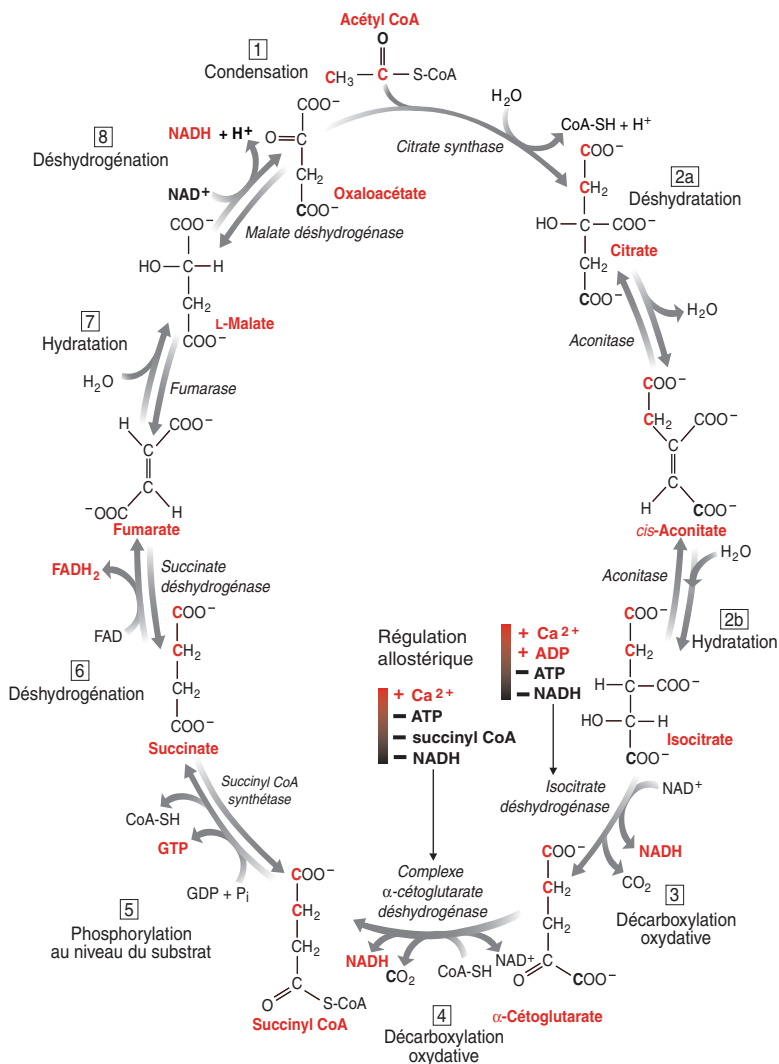 Acétyl CoA
O
CH₃
C
S-CoA
1
Condensation
COO⁻
O
C
CH₂
COO⁻
Oxaloacétate
H₂O
CoA-SH + H⁺
Citrate synthase
COO⁻
CH₂
HO
C
COO⁻
CH₂
COO⁻
Citrate
2a
Déshydratation
H₂O
Aconitase
COO⁻
CH₂
C
COO⁻
C
H
COO⁻
cis-Aconitate
H₂O
Aconitase
2b
Hydratation
COO⁻
CH₂
H
C
COO⁻
HO
C
H
COO⁻
Isocitrate
Régulation
allostérique
+ Ca²⁺
+ ADP
– ATP
– NADH
+ Ca²⁺
– ATP
– succinyl CoA
– NADH
Isocitrate
déshydrogénase
NAD⁺
NADH
CO₂
3
Décarboxylation
oxydative
COO⁻
CH₂
CH₂
C
O
COO⁻
α-Cétoglutarate
Complexe
α-cétoglutarate
déshydrogénase
NAD⁺
CoA-SH
CO₂
NADH
4
Décarboxylation
oxydative
COO⁻
CH₂
CH₂
C
O
S-CoA
Succinyl CoA
Succinyl CoA
synthétase
CoA-SH
GTP
GDP + Pi
5
Phosphorylation
au niveau du substrat
COO⁻
CH₂
CH₂
COO⁻
Succinate
6
Déshydrogénation
FADH₂
FAD
Succinate
déshydrogénase
H
COO⁻
C
C
⁻OOC
H
Fumarate
7
Hydratation
H₂O
Fumarase
COO⁻
HO
C
H
CH₂
COO⁻
L-Malate
8
Déshydrogénation
NADH + H⁺
NAD⁺
Malate déshydrogénase